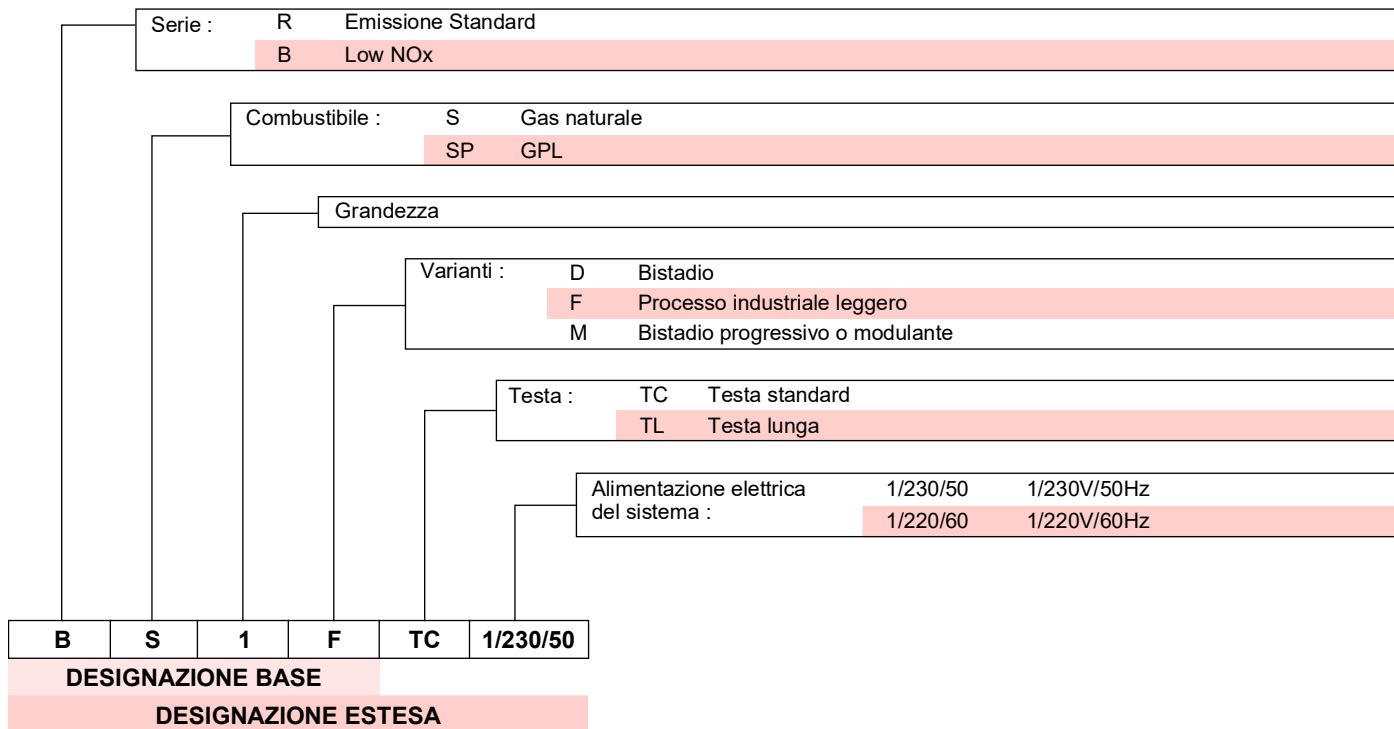 Serie : R Emissione Standard
B Low NOx
Combustibile : S Gas naturale
SP GPL
Grandezza
Varianti : D Bistadio
F Processo industriale leggero
M Bistadio progressivo o modulante
Testa : TC Testa standard
TL Testa lunga
Alimentazione elettrica 1/230/50 1/230V/50Hz
del sistema : 1/220/60 1/220V/60Hz
B S 1 F TC 1/230/50
DESIGNAZIONE BASE
DESIGNAZIONE ESTESA